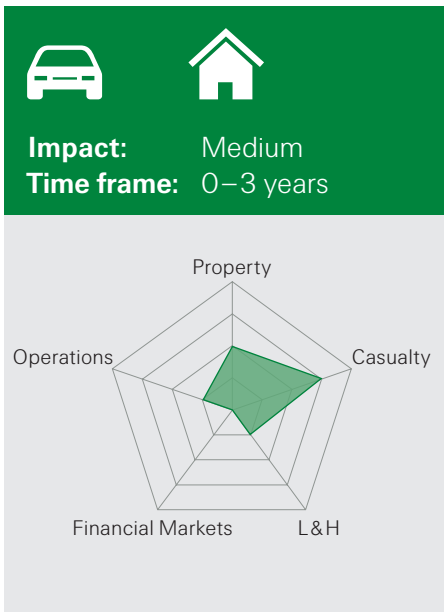 Impact: Medium
Time frame: 0–3 years
Property
Operations
Casualty
Financial Markets
L&H